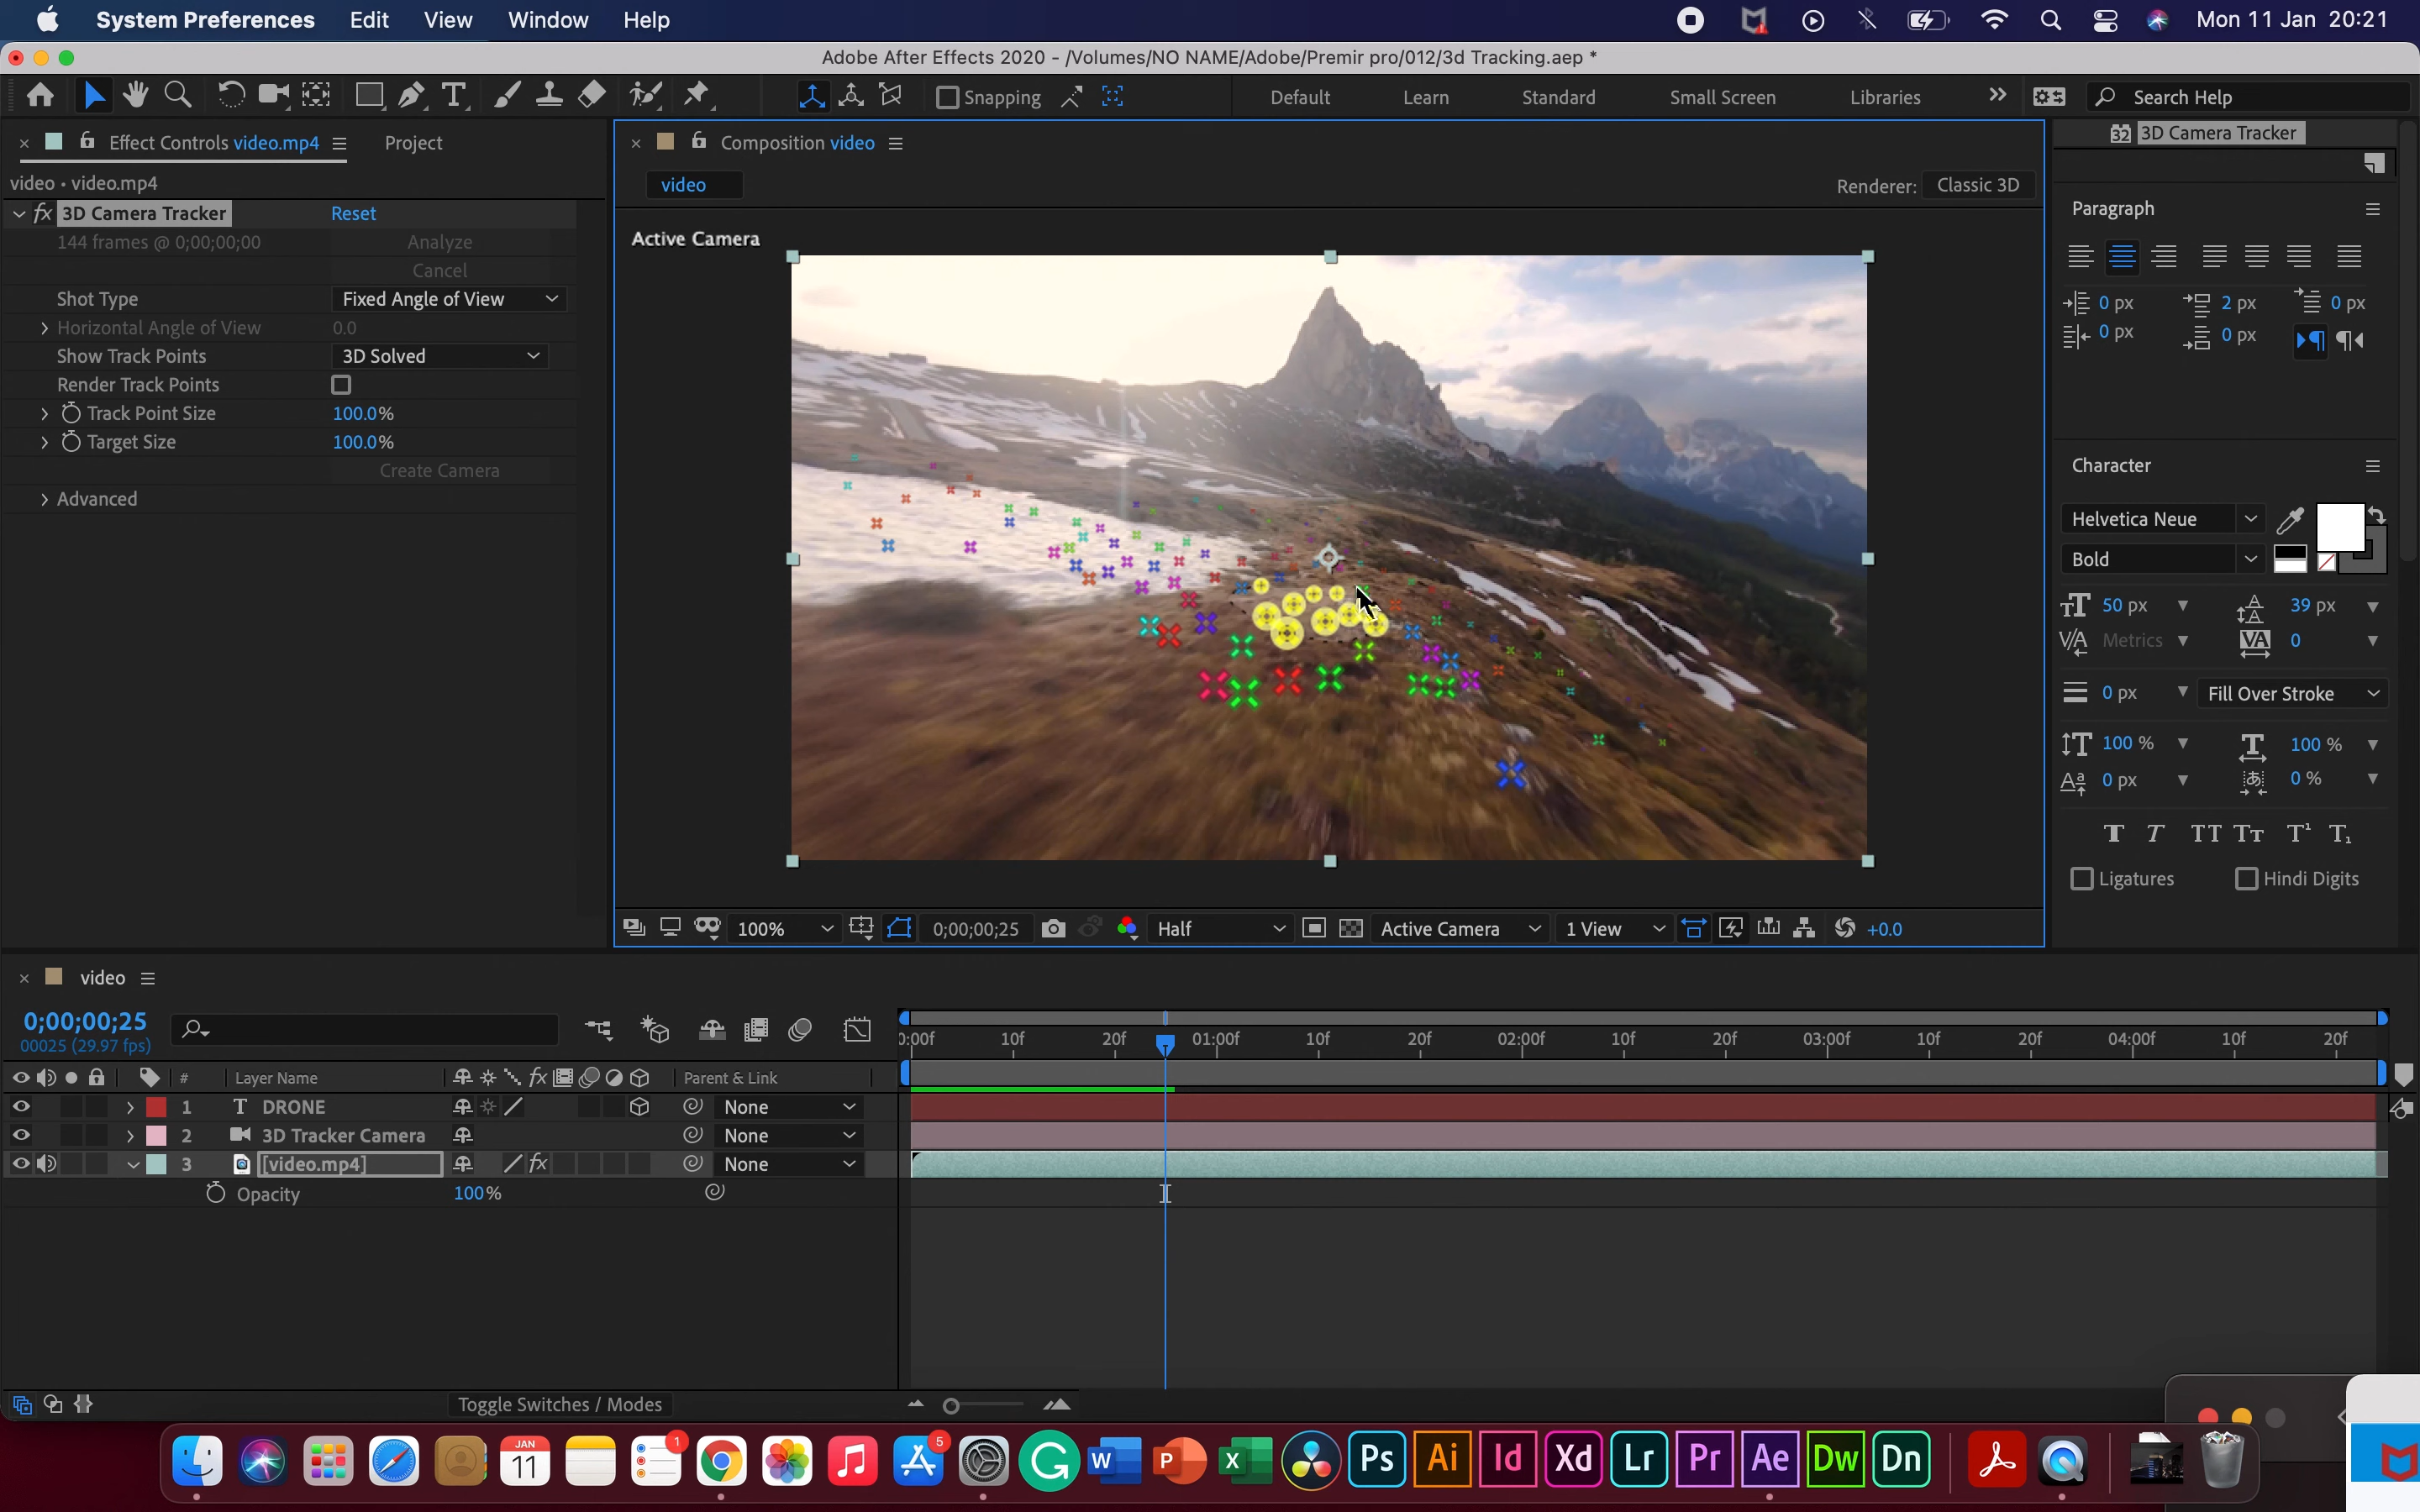 System Preferences Edit View Window Help Mon 11 Jan 20:21
Adobe After Effects 2020 - /Volumes/NO NAME/Adobe/Premir pro/012/3d Tracking.aep *
Snapping Default Learn Standard Small Screen Libraries Search Help
Effect Controls video.mp4 Project
video • video.mp4
fx 3D Camera Tracker Reset
144 frames @ 0;00;00;00 Analyze
Cancel
Shot Type Fixed Angle of View
Horizontal Angle of View 0.0
Show Track Points 3D Solved
Render Track Points
Track Point Size 100.0%
Target Size 100.0%
Create Camera
Advanced
Composition video
video Renderer: Classic 3D
Active Camera
100% 0;00;00;25 Half Active Camera 1 View +0.0
32 3D Camera Tracker
Paragraph
0 px 2 px 0 px
0 px 0 px
Character
Helvetica Neue
Bold
50 px 39 px
Metrics 0
0 px Fill Over Stroke
100 % 100 %
0 px 0 %
Ligatures Hindi Digits
video
0;00;00;25
00025 (29.97 fps)
0:00f 10f 20f 01:00f 10f 20f 02:00f 10f 20f 03:00f 10f 20f 04:00f 10f 20f
# Layer Name fx Parent & Link
1 T DRONE None
2 3D Tracker Camera None
3 [video.mp4] fx None
Opacity 100%
Toggle Switches / Modes
JAN 11 1 5 W P X Ps Ai Id Xd Lr Pr Ae Dw Dn